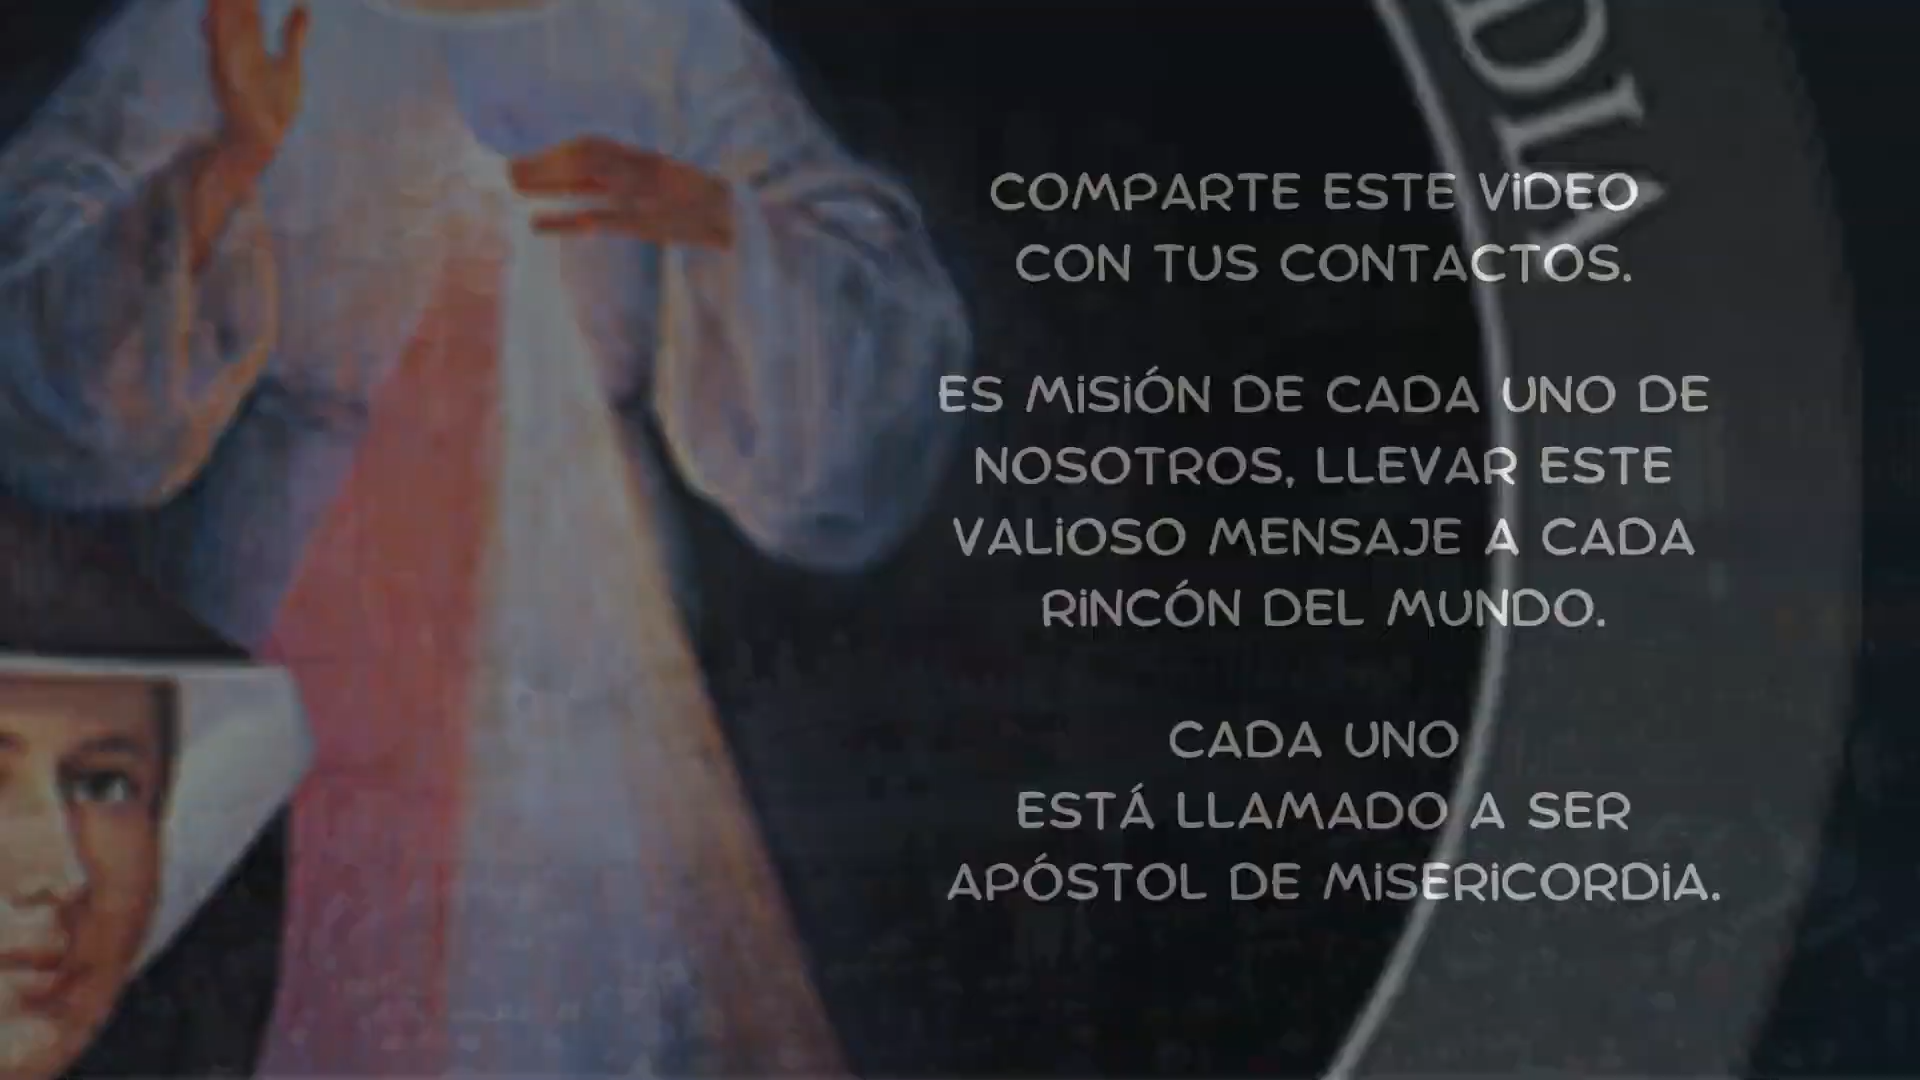 COMPARTE ESTE VIDEO
CON TUS CONTACTOS.
ES MISIÓN DE CADA UNO DE
NOSOTROS, LLEVAR ESTE
VALIOSO MENSAJE A CADA
RINCÓN DEL MUNDO.
CADA UNO
ESTÁ LLAMADO A SER
APÓSTOL DE MISERICORDIA.
DIA